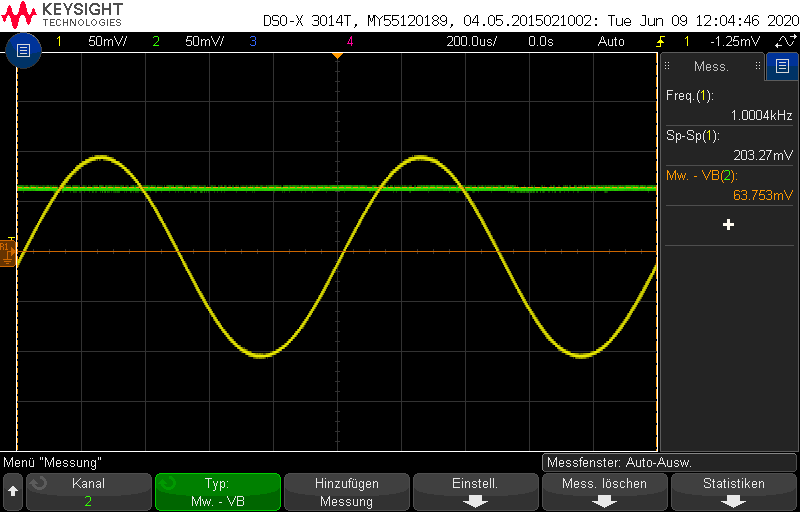 KEYSIGHT
TECHNOLOGIES
DSO-X 3014T, MY55120189, 04.05.2015021002: Tue Jun 09 12:04:46 2020
1 50mV/ 2 50mV/ 3 4 200.0us/ 0.0s Auto 1 -1.25mV
Mess.
Freq.(1):
1.0004kHz
Sp-Sp(1):
203.27mV
Mw. - VB(2):
63.753mV
+
T
R1
Menü "Messung"
Messfenster: Auto-Ausw.
Kanal
2
Typ:
Mw. - VB
Hinzufügen
Messung
Einstell.
Mess. löschen
Statistiken